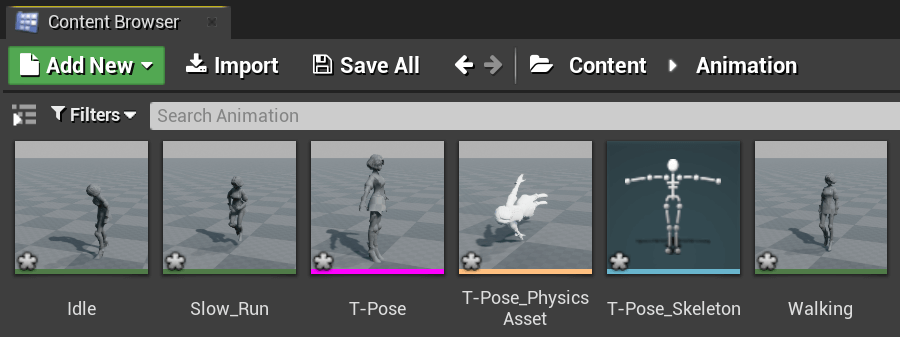 Content Browser
Add New Import Save All Content Animation
Filters Search Animation
Idle Slow_Run T-Pose T-Pose_Physics Asset T-Pose_Skeleton Walking